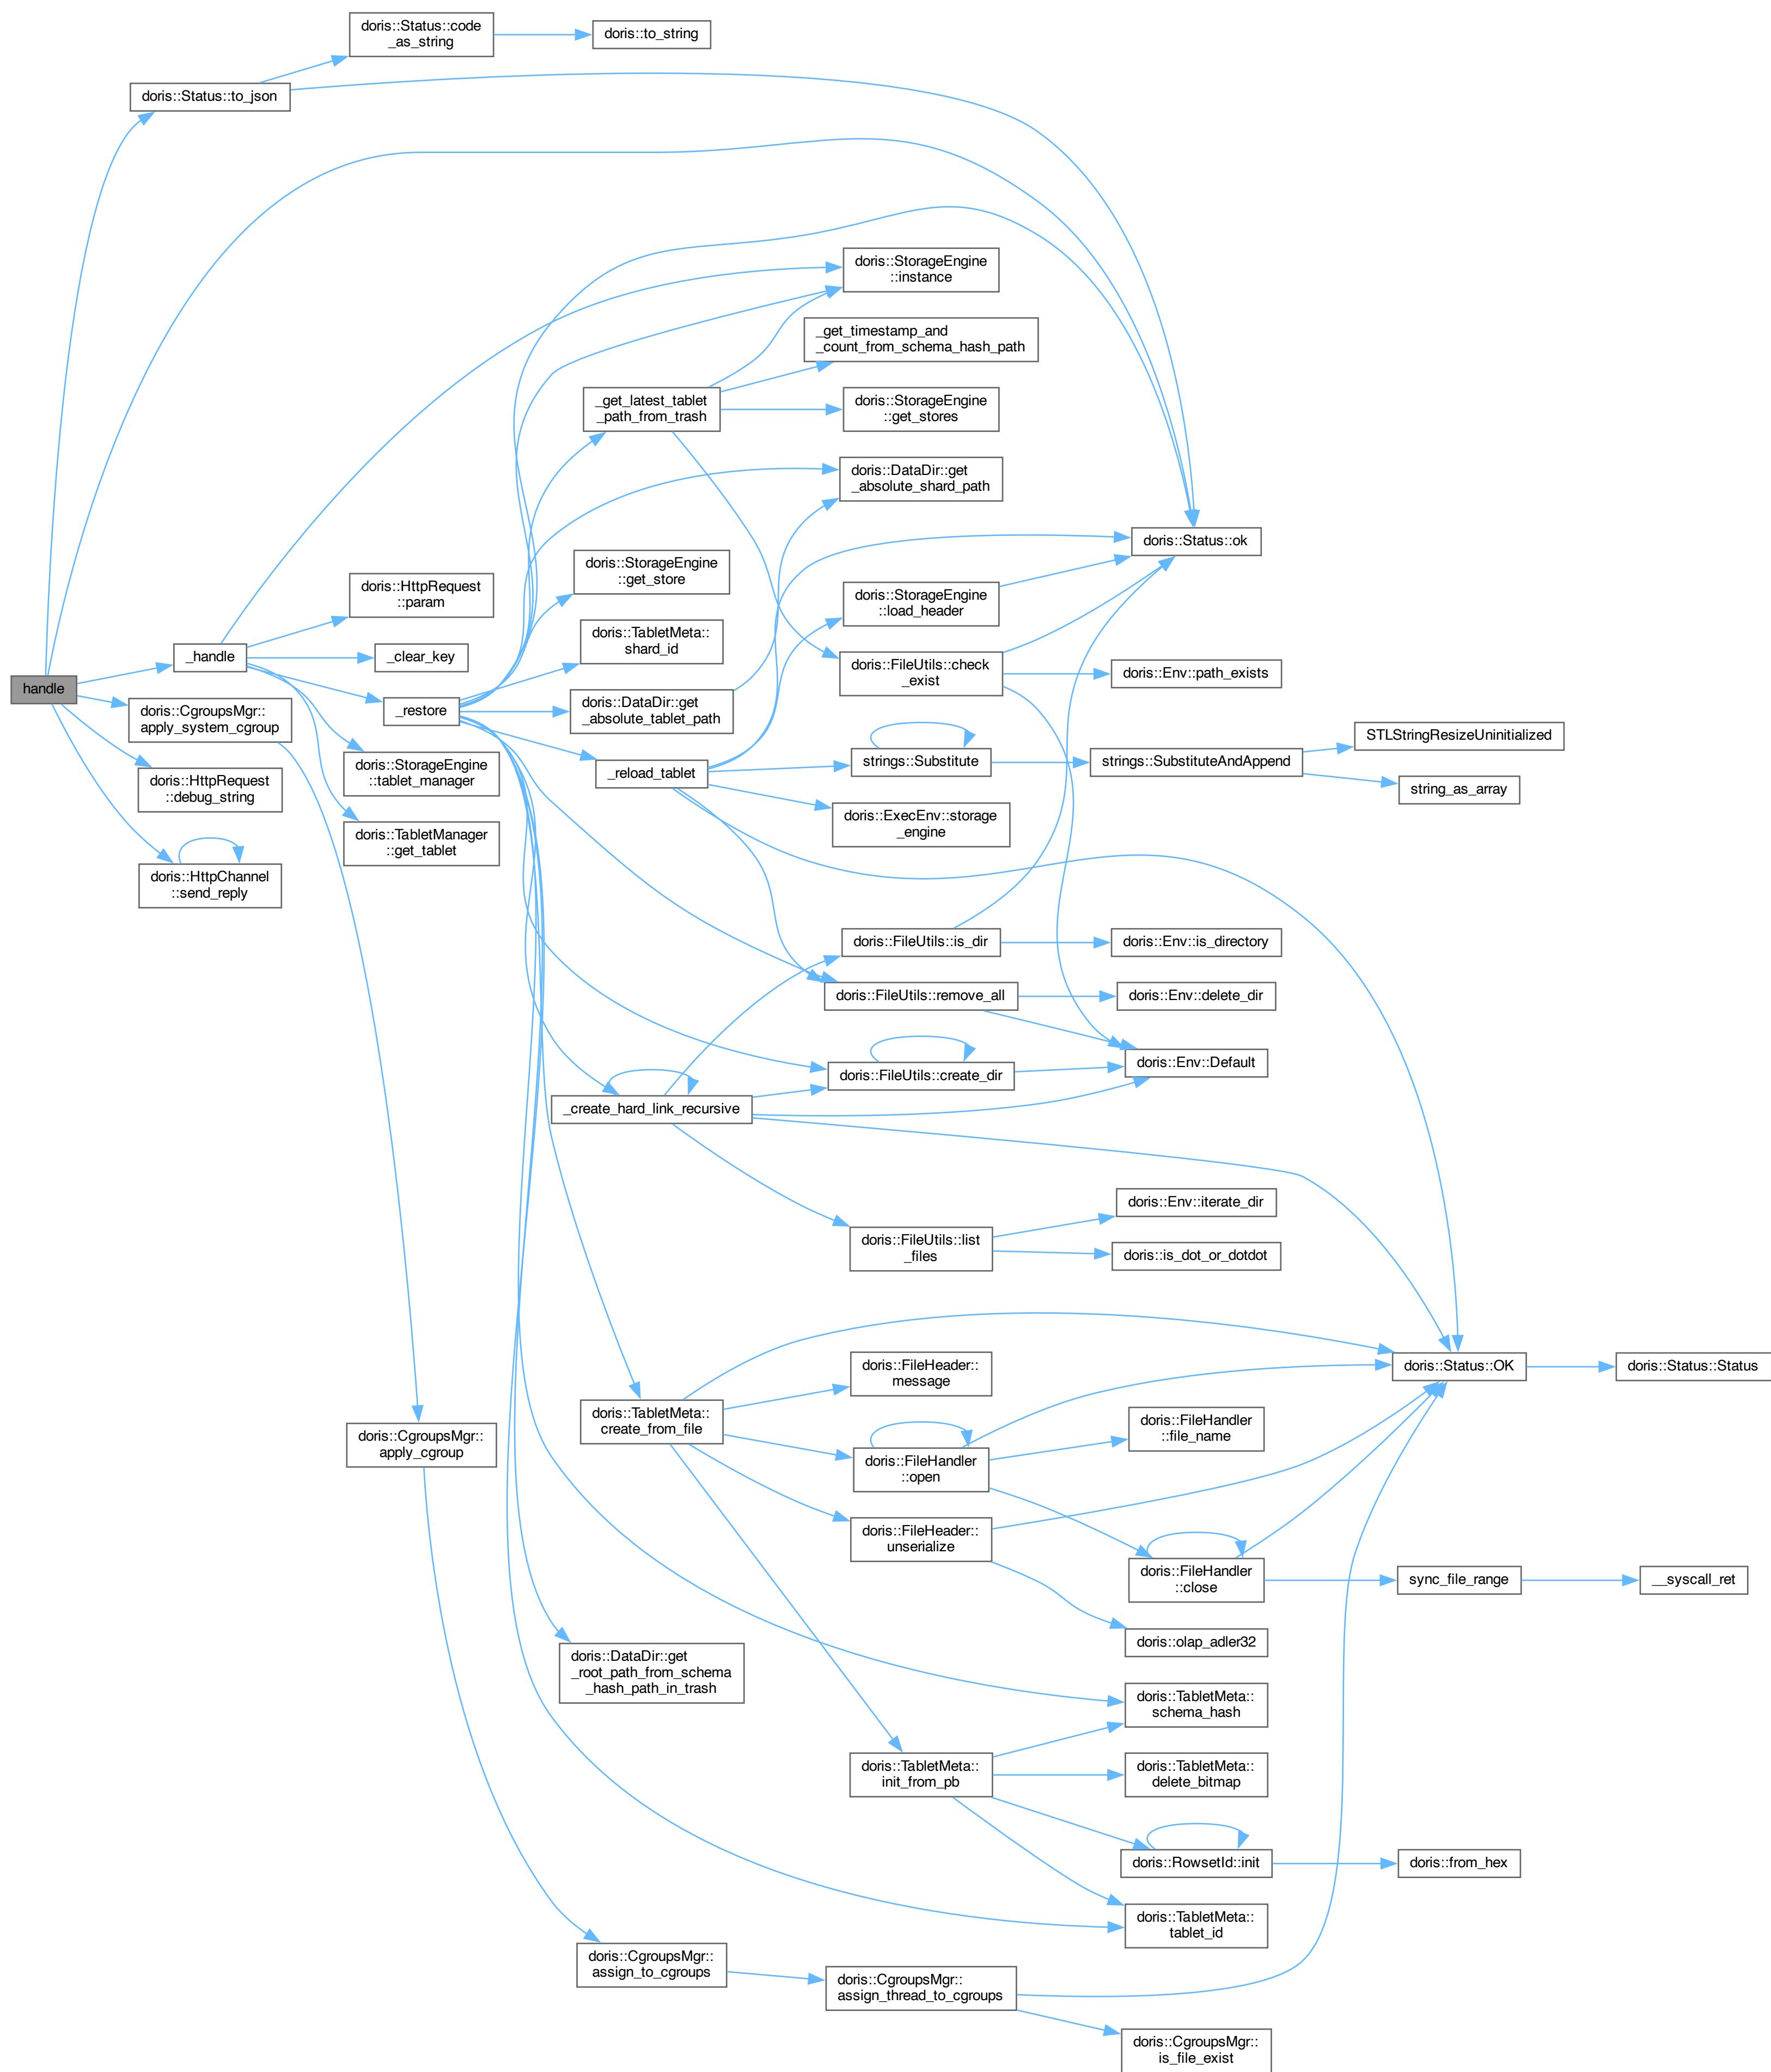 doris::Status::code
_as_string
doris::to_string
doris::Status::to_json
doris::StorageEngine
::instance
_get_timestamp_and
_count_from_schema_hash_path
_get_latest_tablet
_path_from_trash
doris::StorageEngine
::get_stores
doris::DataDir::get
_absolute_shard_path
doris::Status::ok
doris::StorageEngine
::get_store
doris::HttpRequest
::param
doris::StorageEngine
::load_header
doris::TabletMeta::
shard_id
_handle
_clear_key
doris::FileUtils::check
_exist
doris::Env::path_exists
handle
doris::CgroupsMgr::
apply_system_cgroup
_restore
doris::DataDir::get
_absolute_tablet_path
STLStringResizeUninitialized
doris::StorageEngine
::tablet_manager
_reload_tablet
strings::Substitute
strings::SubstituteAndAppend
string_as_array
doris::HttpRequest
::debug_string
doris::ExecEnv::storage
_engine
doris::TabletManager
::get_tablet
doris::HttpChannel
::send_reply
doris::FileUtils::is_dir
doris::Env::is_directory
doris::FileUtils::remove_all
doris::Env::delete_dir
doris::Env::Default
doris::FileUtils::create_dir
_create_hard_link_recursive
doris::Env::iterate_dir
doris::FileUtils::list
_files
doris::is_dot_or_dotdot
doris::Status::OK
doris::Status::Status
doris::FileHeader::
message
doris::TabletMeta::
create_from_file
doris::FileHandler
::file_name
doris::CgroupsMgr::
apply_cgroup
doris::FileHandler
::open
doris::FileHeader::
unserialize
doris::FileHandler
::close
sync_file_range
__syscall_ret
doris::olap_adler32
doris::DataDir::get
_root_path_from_schema
_hash_path_in_trash
doris::TabletMeta::
schema_hash
doris::TabletMeta::
init_from_pb
doris::TabletMeta::
delete_bitmap
doris::RowsetId::init
doris::from_hex
doris::TabletMeta::
tablet_id
doris::CgroupsMgr::
assign_to_cgroups
doris::CgroupsMgr::
assign_thread_to_cgroups
doris::CgroupsMgr::
is_file_exist